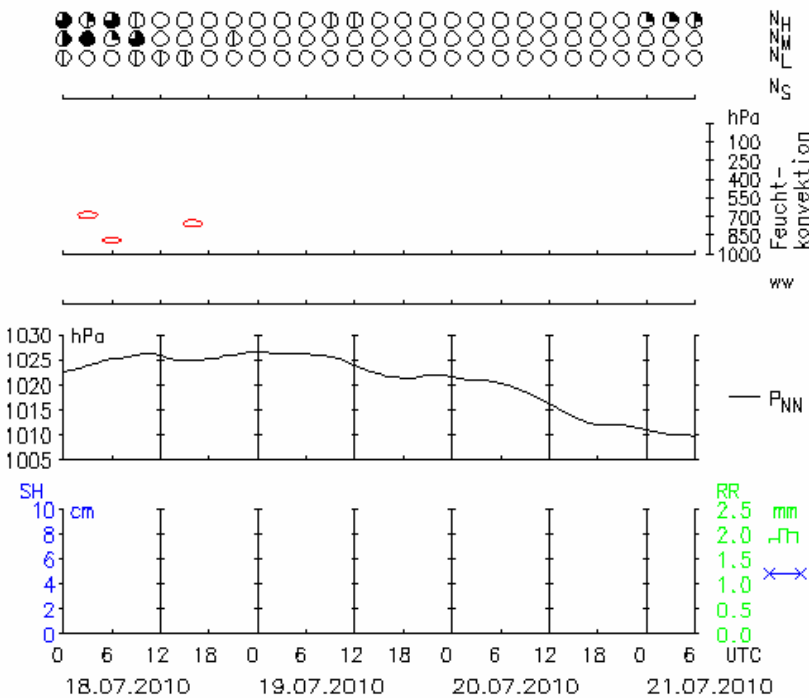 N_H
N_M
N_L
N_S
hPa
100
250
400
550
700
850
1000
Feucht-
konvektion
ww
1030 hPa
1025
1020
1015
1010
1005
P_NN
SH
10 cm
8
6
4
2
0
RR
2.5 mm
2.0
1.5
1.0
0.5
0.0
0 6 12 18 0 6 12 18 0 6 12 18 0 6 UTC
18.07.2010 19.07.2010 20.07.2010 21.07.2010